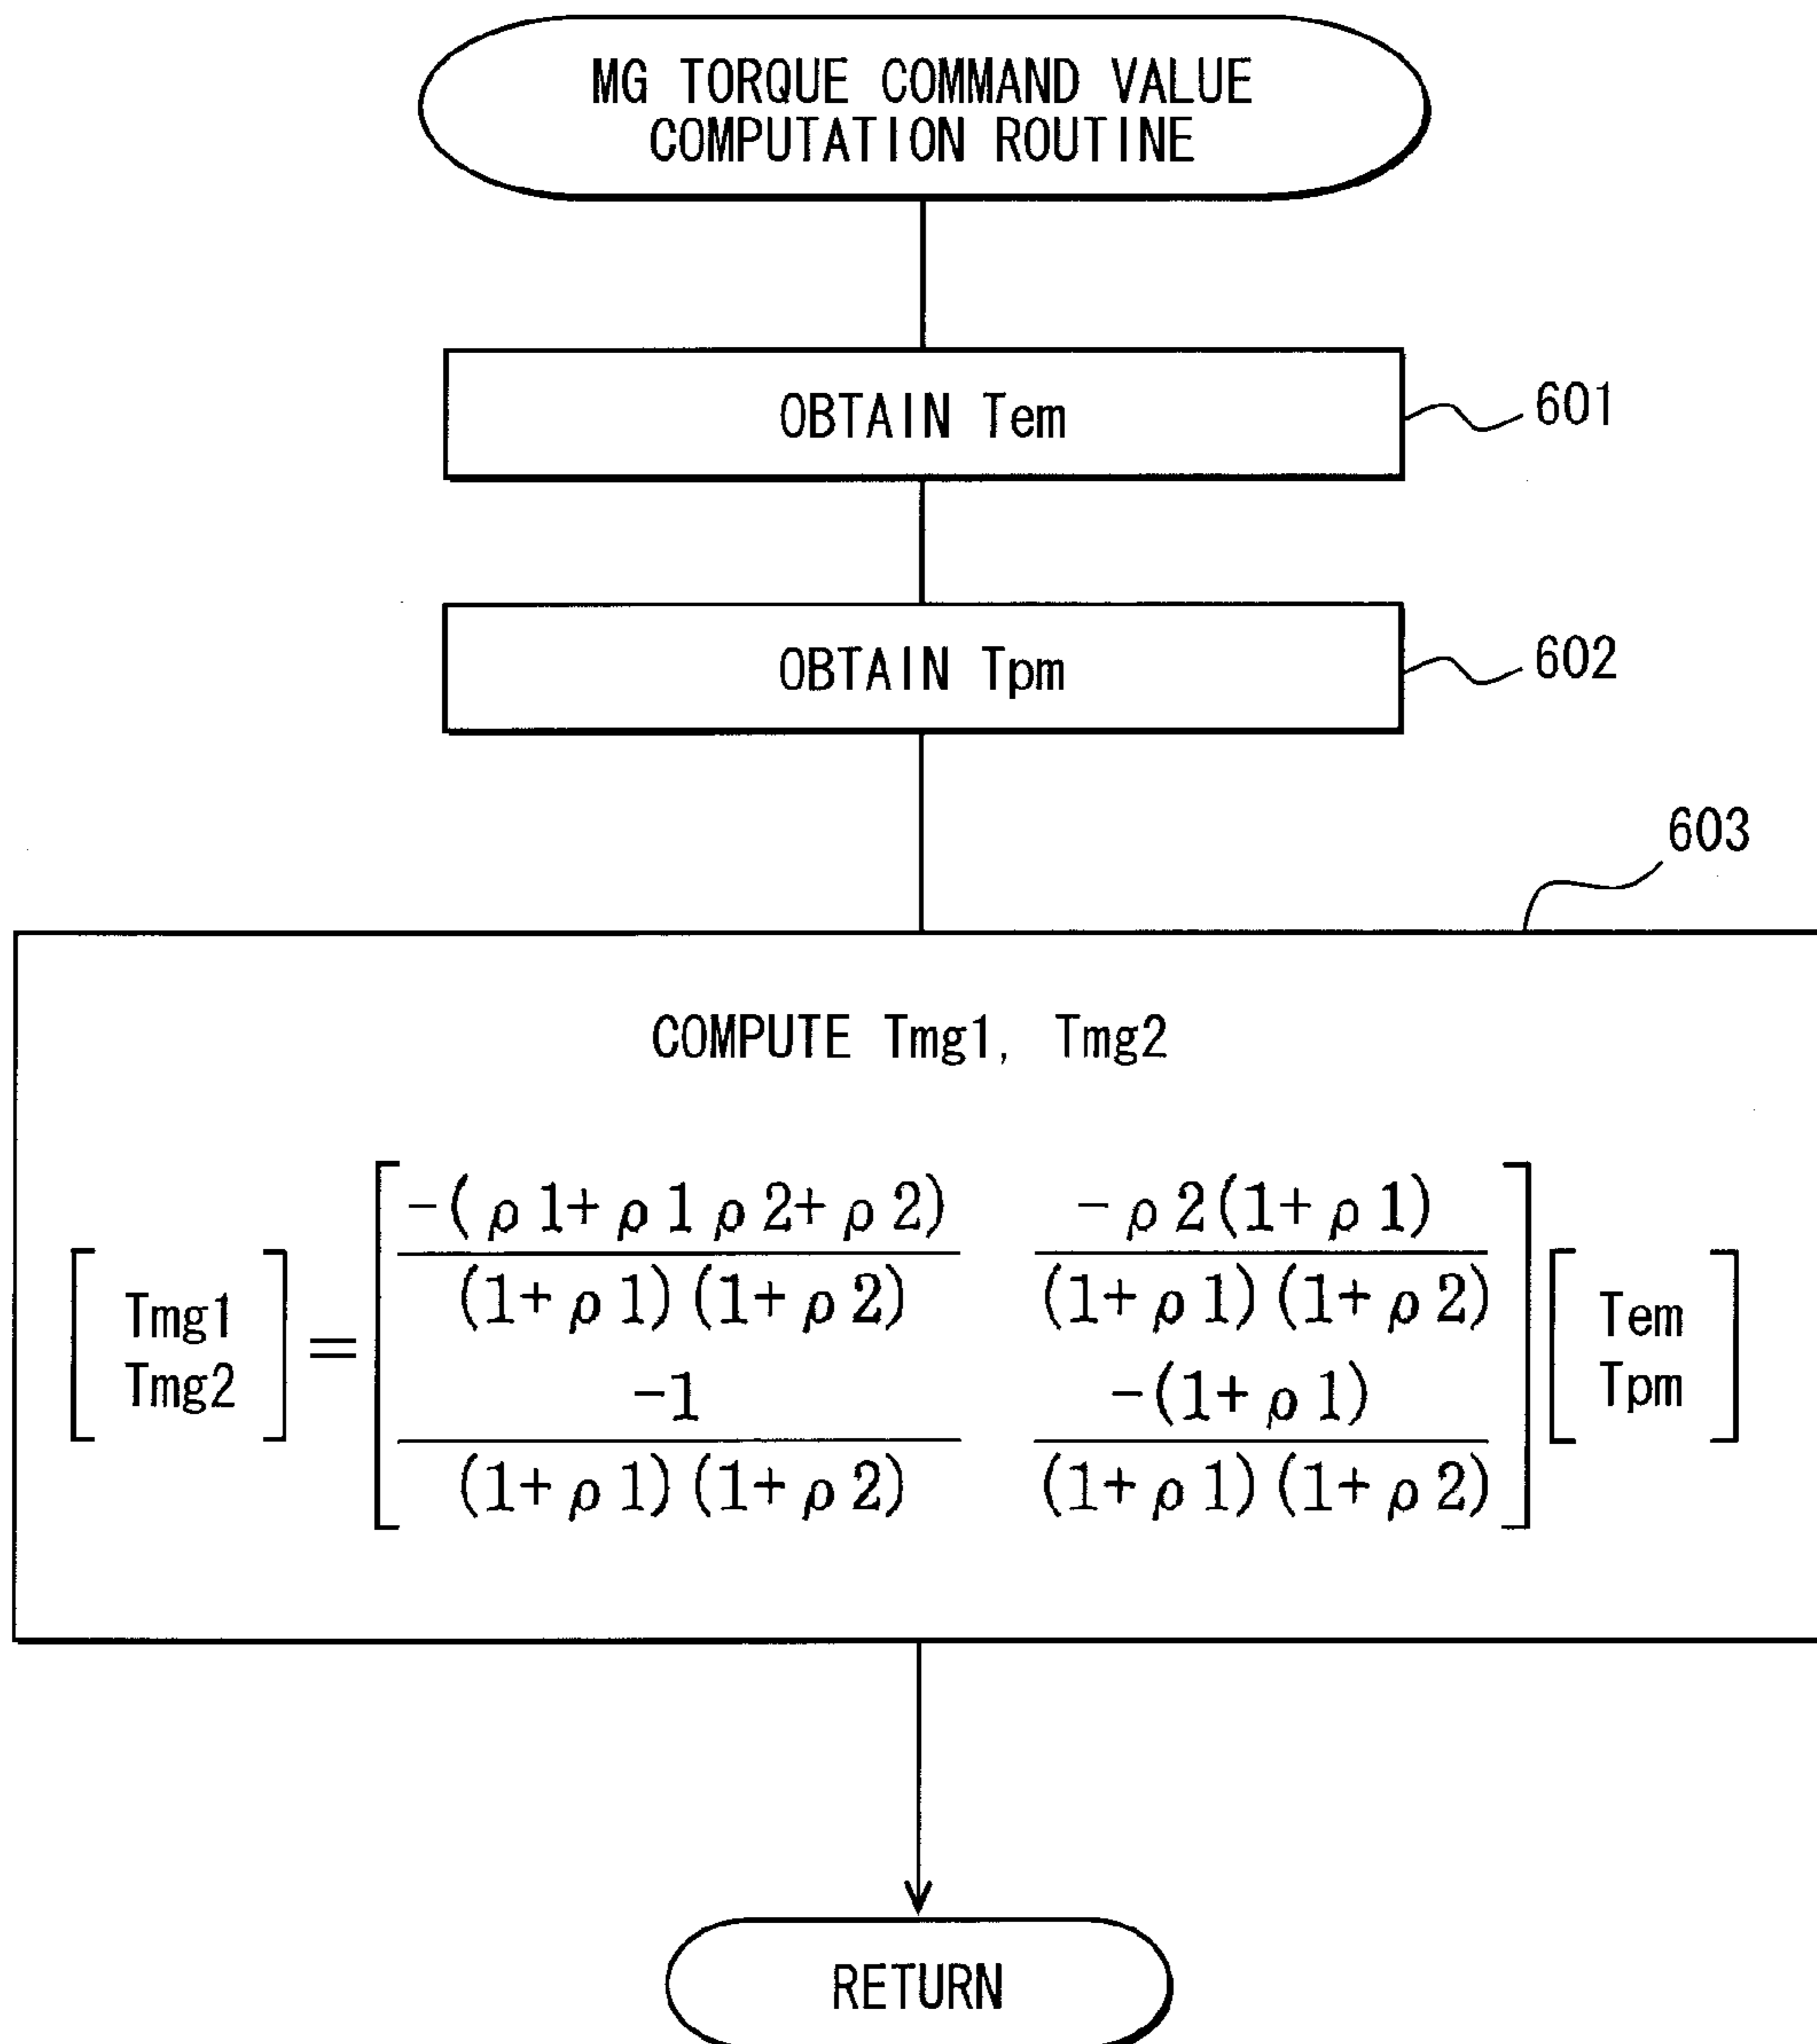 MG TORQUE COMMAND VALUE
COMPUTATION ROUTINE
OBTAIN Tem
601
OBTAIN Tpm
602
603
COMPUTE Tmg1, Tmg2
-(ρ1+ρ1ρ2+ρ2) -ρ2(1+ρ1)
(1+ρ1)(1+ρ2) (1+ρ1)(1+ρ2)
Tmg1 = Tem
Tmg2 Tpm
-1 -(1+ρ1)
(1+ρ1)(1+ρ2) (1+ρ1)(1+ρ2)
RETURN